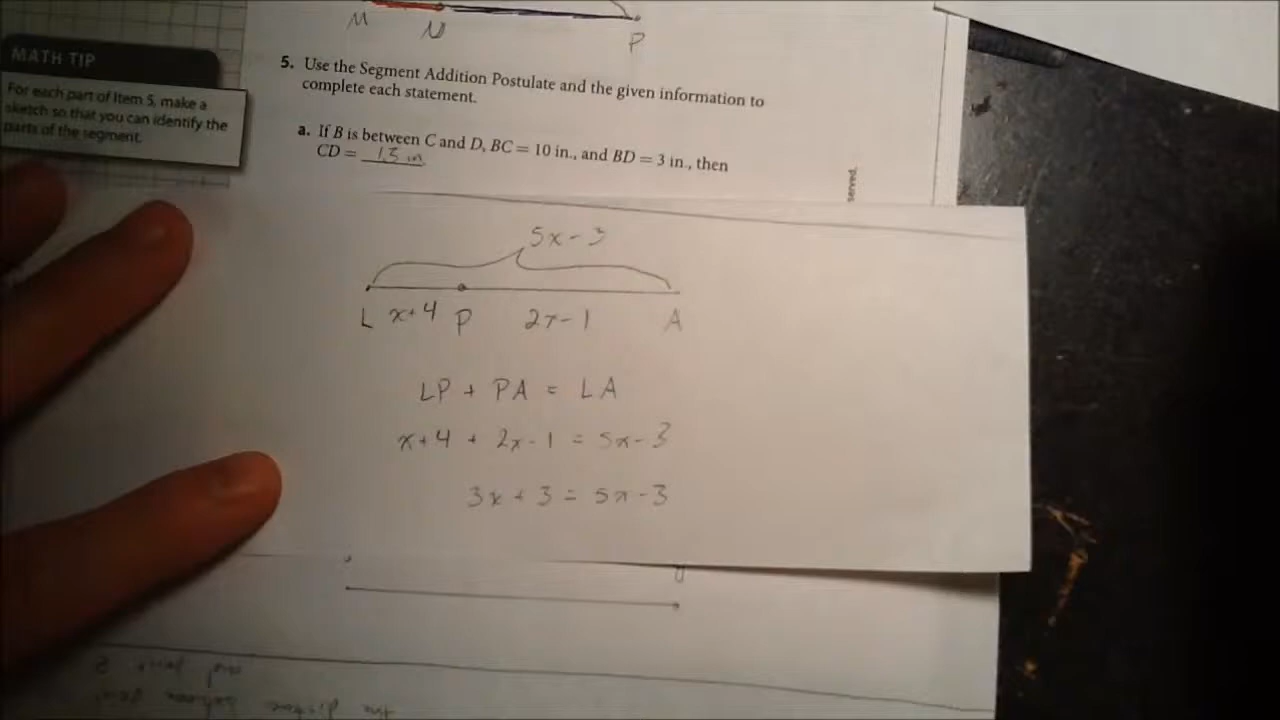 M N P
MATH TIP
For each part of Item 5, make a
sketch so that you can identify the
parts of the segment.
5. Use the Segment Addition Postulate and the given information to
complete each statement.
a. If B is between C and D, BC = 10 in., and BD = 3 in., then
CD = 13 in
served.
5x - 3
L x+4 P 2x-1 A
LP + PA = LA
x+4 + 2x-1 = 5x-3
3x + 3 = 5x-3